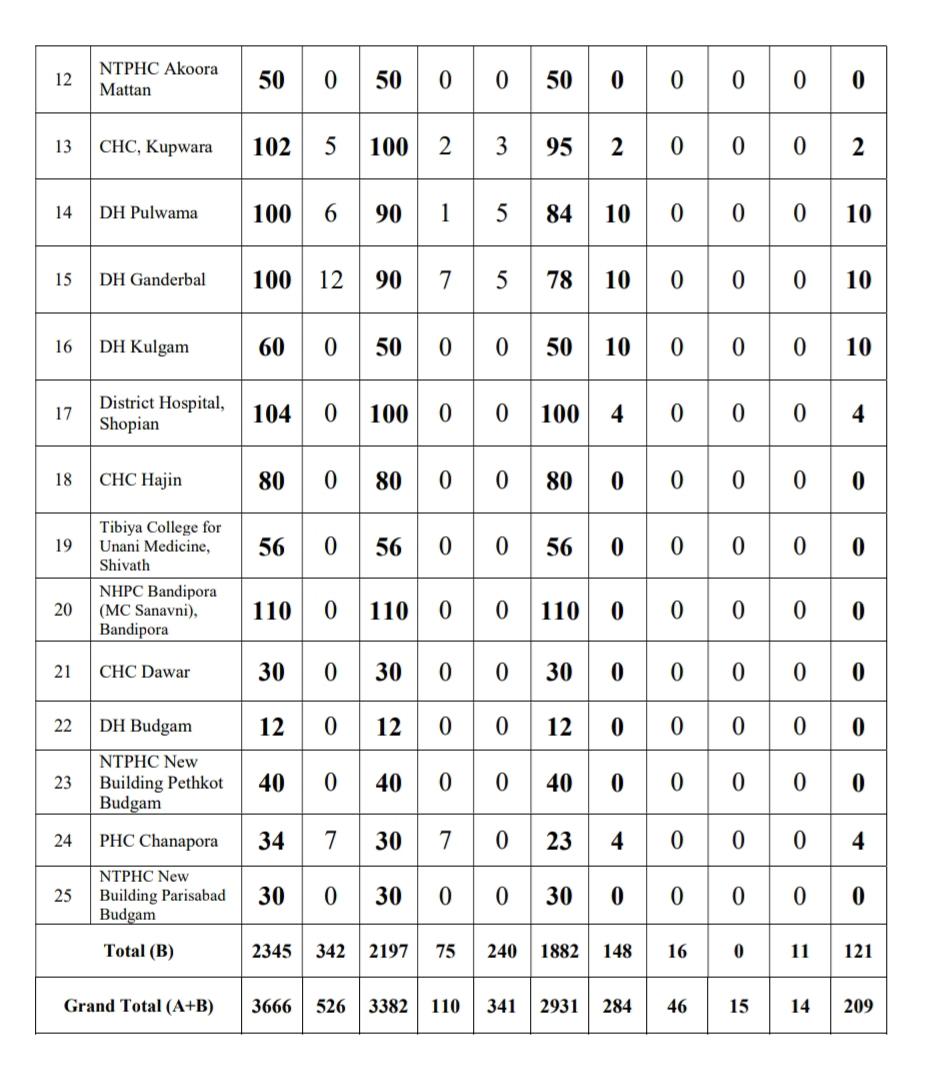 12 NTPHC Akoora Mattan 50 0 50 0 0 50 0 0 0 0 0
13 CHC, Kupwara 102 5 100 2 3 95 2 0 0 0 2
14 DH Pulwama 100 6 90 1 5 84 10 0 0 0 10
15 DH Ganderbal 100 12 90 7 5 78 10 0 0 0 10
16 DH Kulgam 60 0 50 0 0 50 10 0 0 0 10
17 District Hospital, Shopian 104 0 100 0 0 100 4 0 0 0 4
18 CHC Hajin 80 0 80 0 0 80 0 0 0 0 0
19 Tibiya College for Unani Medicine, Shivath 56 0 56 0 0 56 0 0 0 0 0
20 NHPC Bandipora (MC Sanavni), Bandipora 110 0 110 0 0 110 0 0 0 0 0
21 CHC Dawar 30 0 30 0 0 30 0 0 0 0 0
22 DH Budgam 12 0 12 0 0 12 0 0 0 0 0
23 NTPHC New Building Pethkot Budgam 40 0 40 0 0 40 0 0 0 0 0
24 PHC Chanapora 34 7 30 7 0 23 4 0 0 0 4
25 NTPHC New Building Parisabad Budgam 30 0 30 0 0 30 0 0 0 0 0
Total (B) 2345 342 2197 75 240 1882 148 16 0 11 121
Grand Total (A+B) 3666 526 3382 110 341 2931 284 46 15 14 209